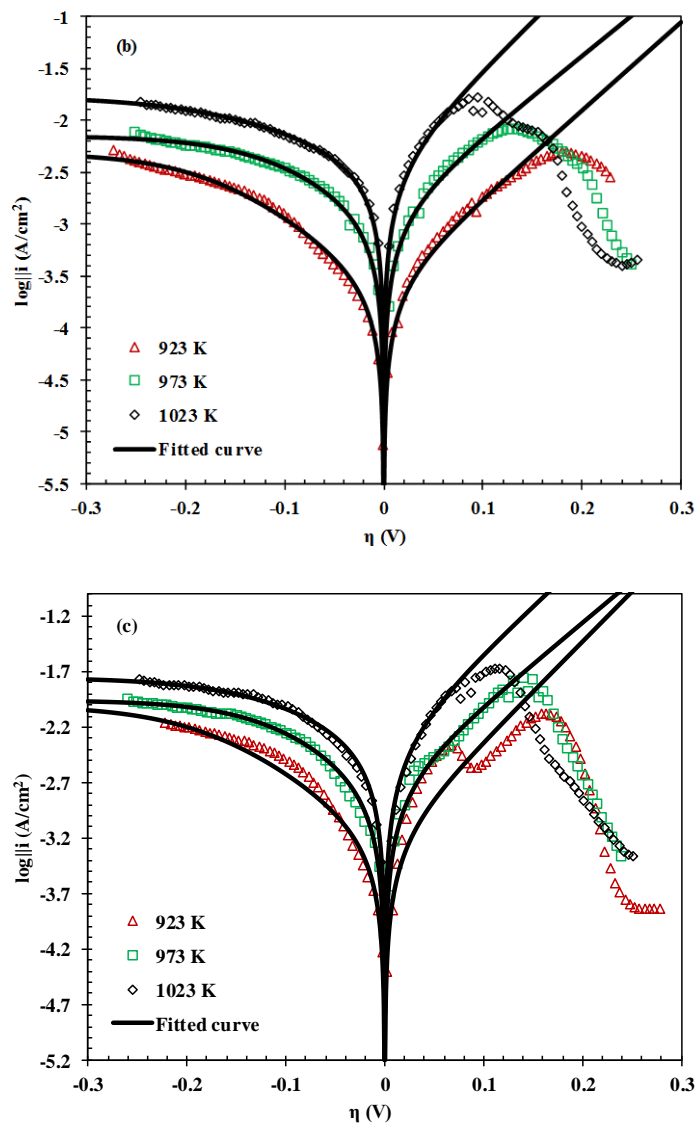 -1
(b)
-1.5
-2
-2.5
log||i (A/cm²)
-3
-3.5
923 K
-4
973 K
-4.5
1023 K
-5
Fitted curve
-5.5
-0.3 -0.2 -0.1 0 0.1 0.2 0.3
η (V)
-1.2
(c)
-1.7
-2.2
-2.7
log||i (A/cm²)
-3.2
-3.7
923 K
-4.2
973 K
1023 K
-4.7
Fitted curve
-5.2
-0.3 -0.2 -0.1 0 0.1 0.2 0.3
η (V)